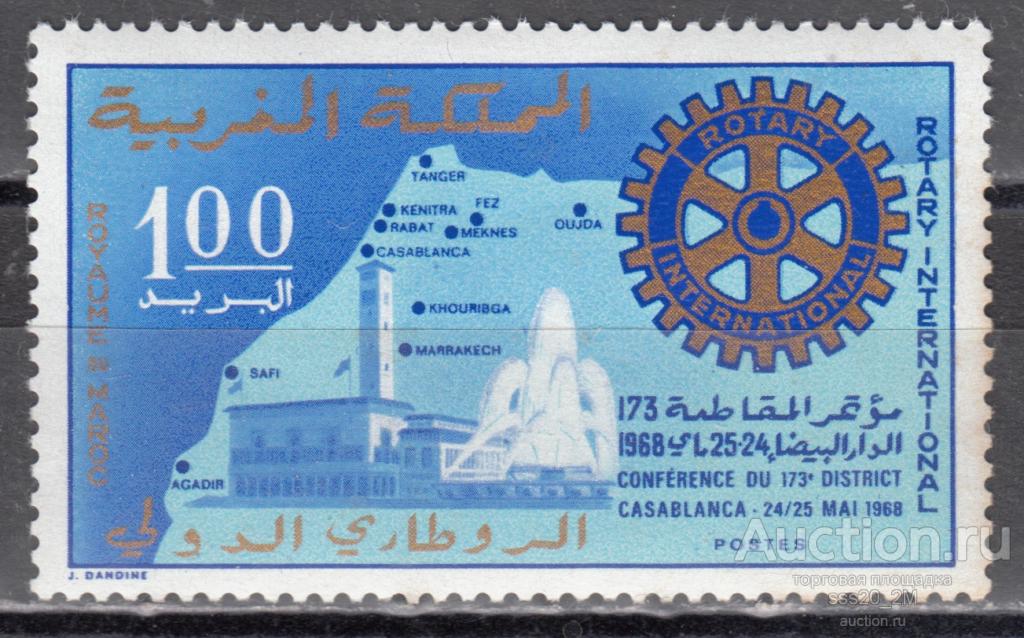 المملكة المغربية
100
البريد
ROYAUME DU MAROC
TANGER
KENITRA
FEZ
RABAT
MEKNES
OUJDA
CASABLANCA
KHOURIBGA
MARRAKECH
SAFI
AGADIR
ROTARY
INTERNATIONAL
ROTARY INTERNATIONAL
مؤتمر المقاطعة 173
الدار البيضاء 24-25 ماي 1968
CONFÉRENCE DU 173e DISTRICT
CASABLANCA - 24/25 MAI 1968
الروطاري الدولي
POSTES
J. DANDINE
Auction.ru
торговая площадка
sss20_2M
auction.ru